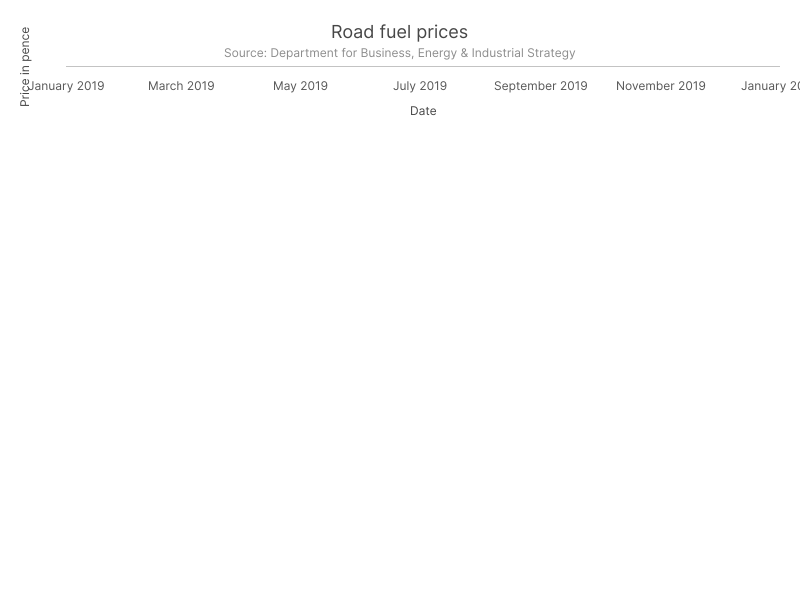 Road fuel prices
Source: Department for Business, Energy & Industrial Strategy
Price in pence
January 2019
March 2019
May 2019
July 2019
September 2019
November 2019
January 20
Date